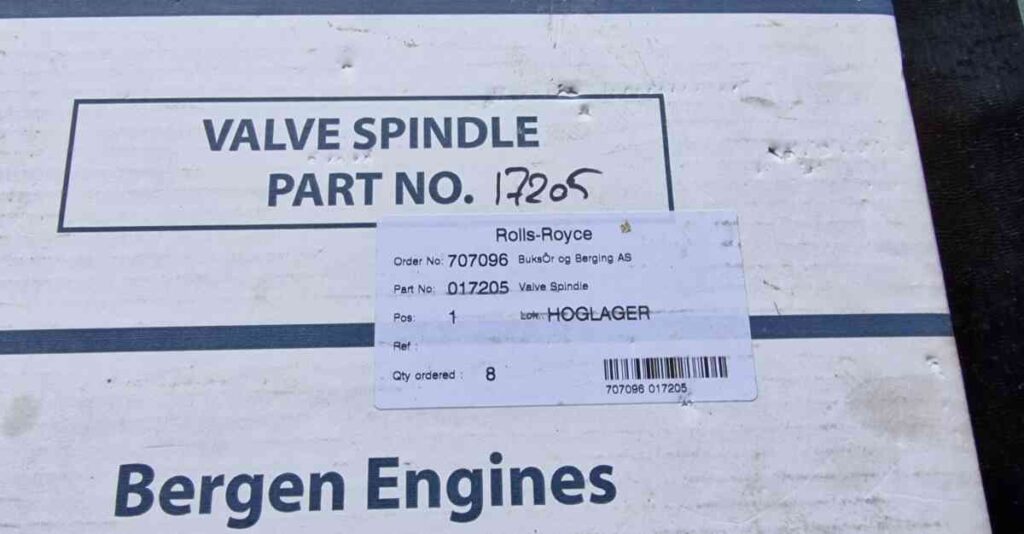 VALVE SPINDLE
PART NO. 17205
Rolls-Royce
Order No: 707096 BuksÒr og Berging AS
Part No: 017205 Valve Spindle
Pos: 1 Lok: HOGLAGER
Ref :
Qty ordered : 8
707096 017205
Bergen Engines